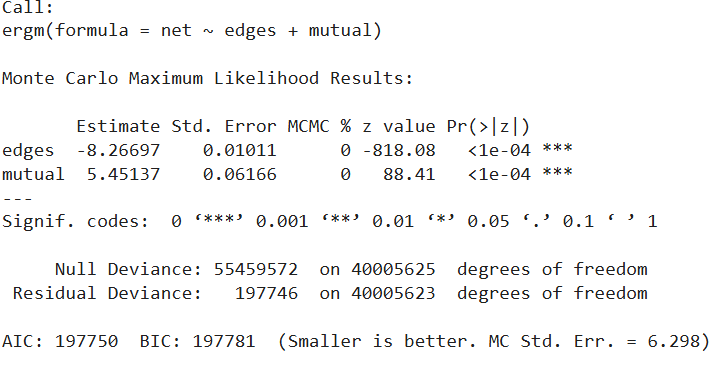 Call:
ergm(formula = net ~ edges + mutual)
Monte Carlo Maximum Likelihood Results:
Estimate Std. Error MCMC % z value Pr(>|z|)
edges -8.26697 0.01011 0 -818.08 <1e-04 ***
mutual 5.45137 0.06166 0 88.41 <1e-04 ***
---
Signif. codes: 0 ‘***’ 0.001 ‘**’ 0.01 ‘*’ 0.05 ‘.’ 0.1 ‘ ’ 1
Null Deviance: 55459572 on 40005625 degrees of freedom
Residual Deviance: 197746 on 40005623 degrees of freedom
AIC: 197750 BIC: 197781 (Smaller is better. MC Std. Err. = 6.298)